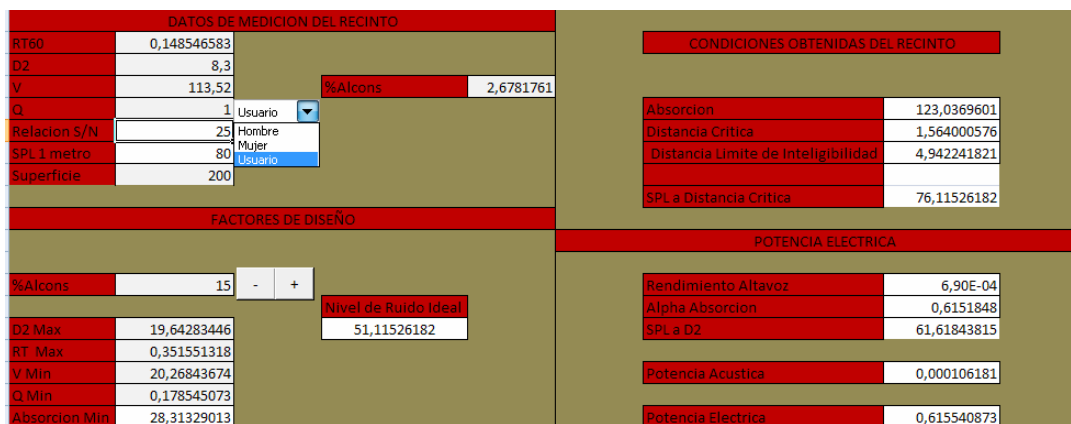 DATOS DE MEDICION DEL RECINTO
RT60 0,148546583
D2 8,3
V 113,52
%Alcons 2,6781761
Q 1 Usuario
Relacion S/N 25
Hombre
Mujer
Usuario
SPL 1 metro 80
Superficie 200
FACTORES DE DISEÑO
%Alcons 15 - +
Nivel de Ruido Ideal
51,11526182
D2 Max 19,64283446
RT Max 0,351551318
V Min 20,26843674
Q Min 0,178545073
Absorcion Min 28,31329013
CONDICIONES OBTENIDAS DEL RECINTO
Absorcion 123,0369601
Distancia Critica 1,564000576
Distancia Limite de Inteligibilidad 4,942241821
SPL a Distancia Critica 76,11526182
POTENCIA ELECTRICA
Rendimiento Altavoz 6,90E-04
Alpha Absorcion 0,6151848
SPL a D2 61,61843815
Potencia Acustica 0,000106181
Potencia Electrica 0,615540873